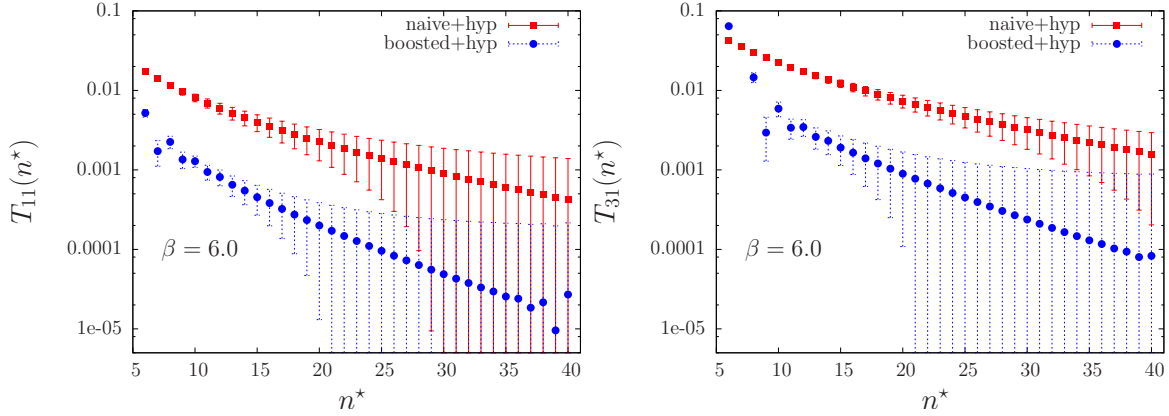 0.1
0.01
0.001
0.0001
1e-05
T₁₁(n⋆)
naive+hyp
boosted+hyp
β = 6.0
5 10 15 20 25 30 35 40
n⋆
0.1
0.01
0.001
0.0001
1e-05
T₃₁(n⋆)
naive+hyp
boosted+hyp
β = 6.0
5 10 15 20 25 30 35 40
n⋆